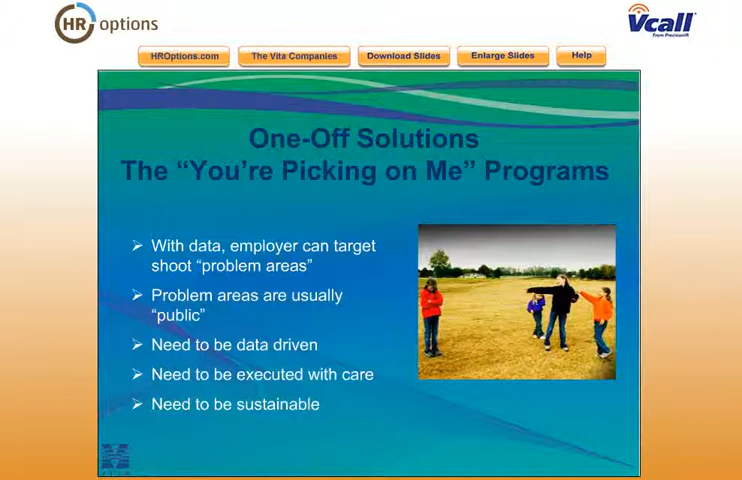 HR options
Vcall
From Precision IR
HROptions.com
The Vita Companies
Download Slides
Enlarge Slides
Help
One-Off Solutions
The “You’re Picking on Me” Programs
With data, employer can target
shoot “problem areas”
Problem areas are usually
“public”
Need to be data driven
Need to be executed with care
Need to be sustainable